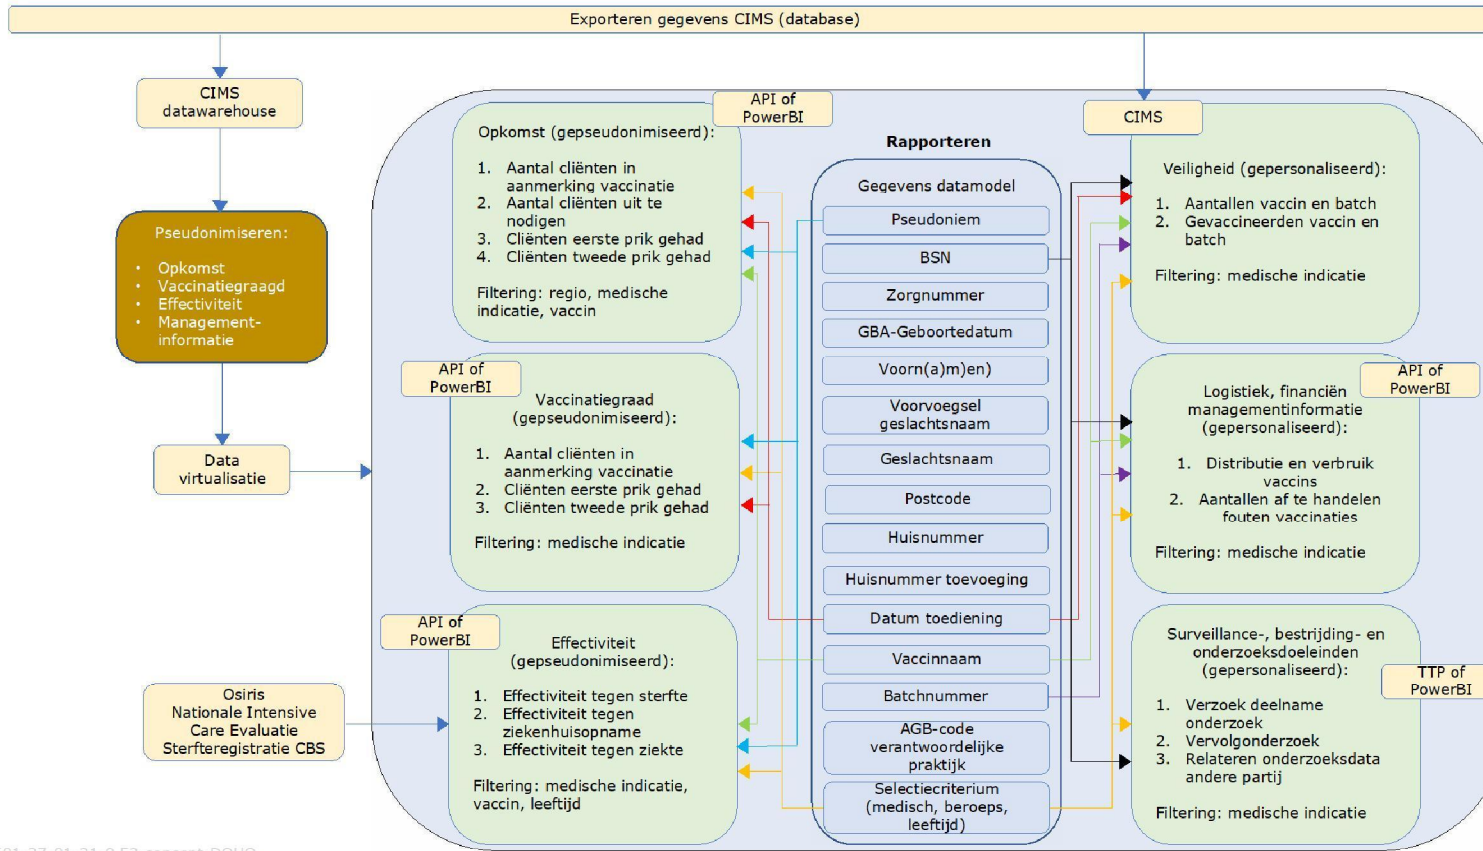 Exporteren gegevens CIMS (database)
CIMS
datawarehouse
Pseudonimiseren:
• Opkomst
• Vaccinatiegraagd
• Effectiviteit
• Management-
informatie
Data
virtualisatie
Osiris
Nationale Intensive
Care Evaluatie
Sterfteregistratie CBS
API of
PowerBI
Opkomst (gepseudonimiseerd):
1. Aantal cliënten in
aanmerking vaccinatie
2. Aantal cliënten uit te
nodigen
3. Cliënten eerste prik gehad
4. Cliënten tweede prik gehad
Filtering: regio, medische
indicatie, vaccin
API of
PowerBI
Vaccinatiegraad
(gepseudonimiseerd):
1. Aantal cliënten in
aanmerking vaccinatie
2. Cliënten eerste prik gehad
3. Cliënten tweede prik gehad
Filtering: medische indicatie
API of
PowerBI
Effectiviteit
(gepseudonimiseerd):
1. Effectiviteit tegen sterfte
2. Effectiviteit tegen
ziekenhuisopname
3. Effectiviteit tegen ziekte
Filtering: medische indicatie,
vaccin, leeftijd
Rapporteren
Gegevens datamodel
Pseudoniem
BSN
Zorgnummer
GBA-Geboortedatum
Voorn(a)m)en)
Voorvoegsel
geslachtsnaam
Geslachtsnaam
Postcode
Huisnummer
Huisnummer toevoeging
Datum toediening
Vaccinnaam
Batchnummer
AGB-code
verantwoordelijke
praktijk
Selectiecriterium
(medisch, beroeps,
leeftijd)
CIMS
Veiligheid (gepersonaliseerd):
1. Aantallen vaccin en batch
2. Gevaccineerden vaccin en
batch
Filtering: medische indicatie
API of
PowerBI
Logistiek, financiën
managementinformatie
(gepersonaliseerd):
1. Distributie en verbruik
vaccins
2. Aantallen af te handelen
fouten vaccinaties
Filtering: medische indicatie
Surveillance-, bestrijding- en
onderzoeksdoeleinden
(gepersonaliseerd):
TTP of
PowerBI
1. Verzoek deelname
onderzoek
2. Vervolgonderzoek
3. Relateren onderzoeksdata
andere partij
Filtering: medische indicatie